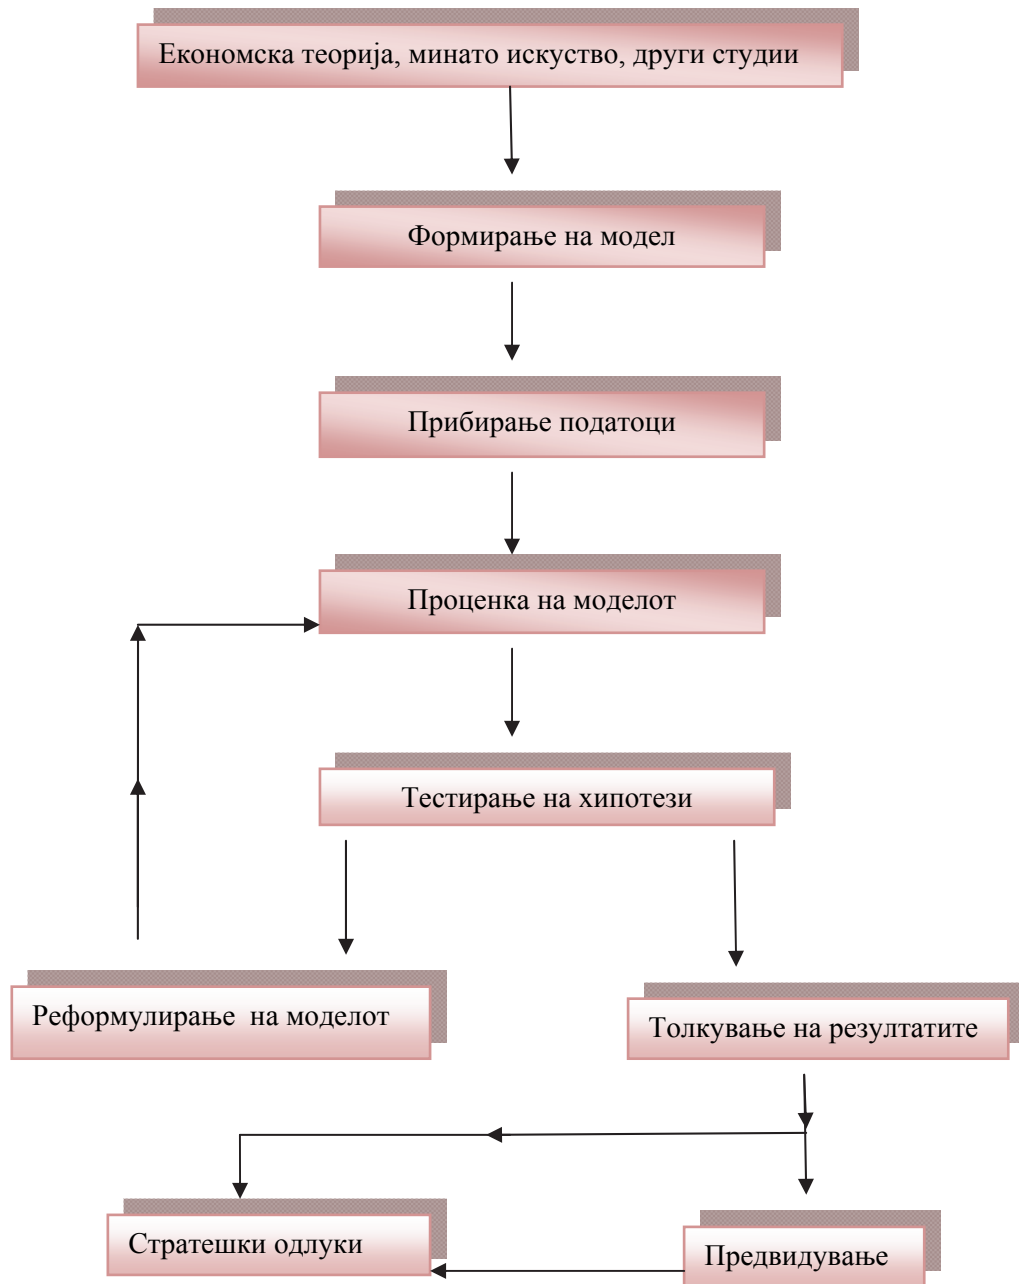 Економска теорија, минато искуство, други студии
Формирање на модел
Прибирање податоци
Проценка на моделот
Тестирање на хипотези
Реформулирање на моделот
Толкување на резултатите
Стратешки одлуки
Предвидување